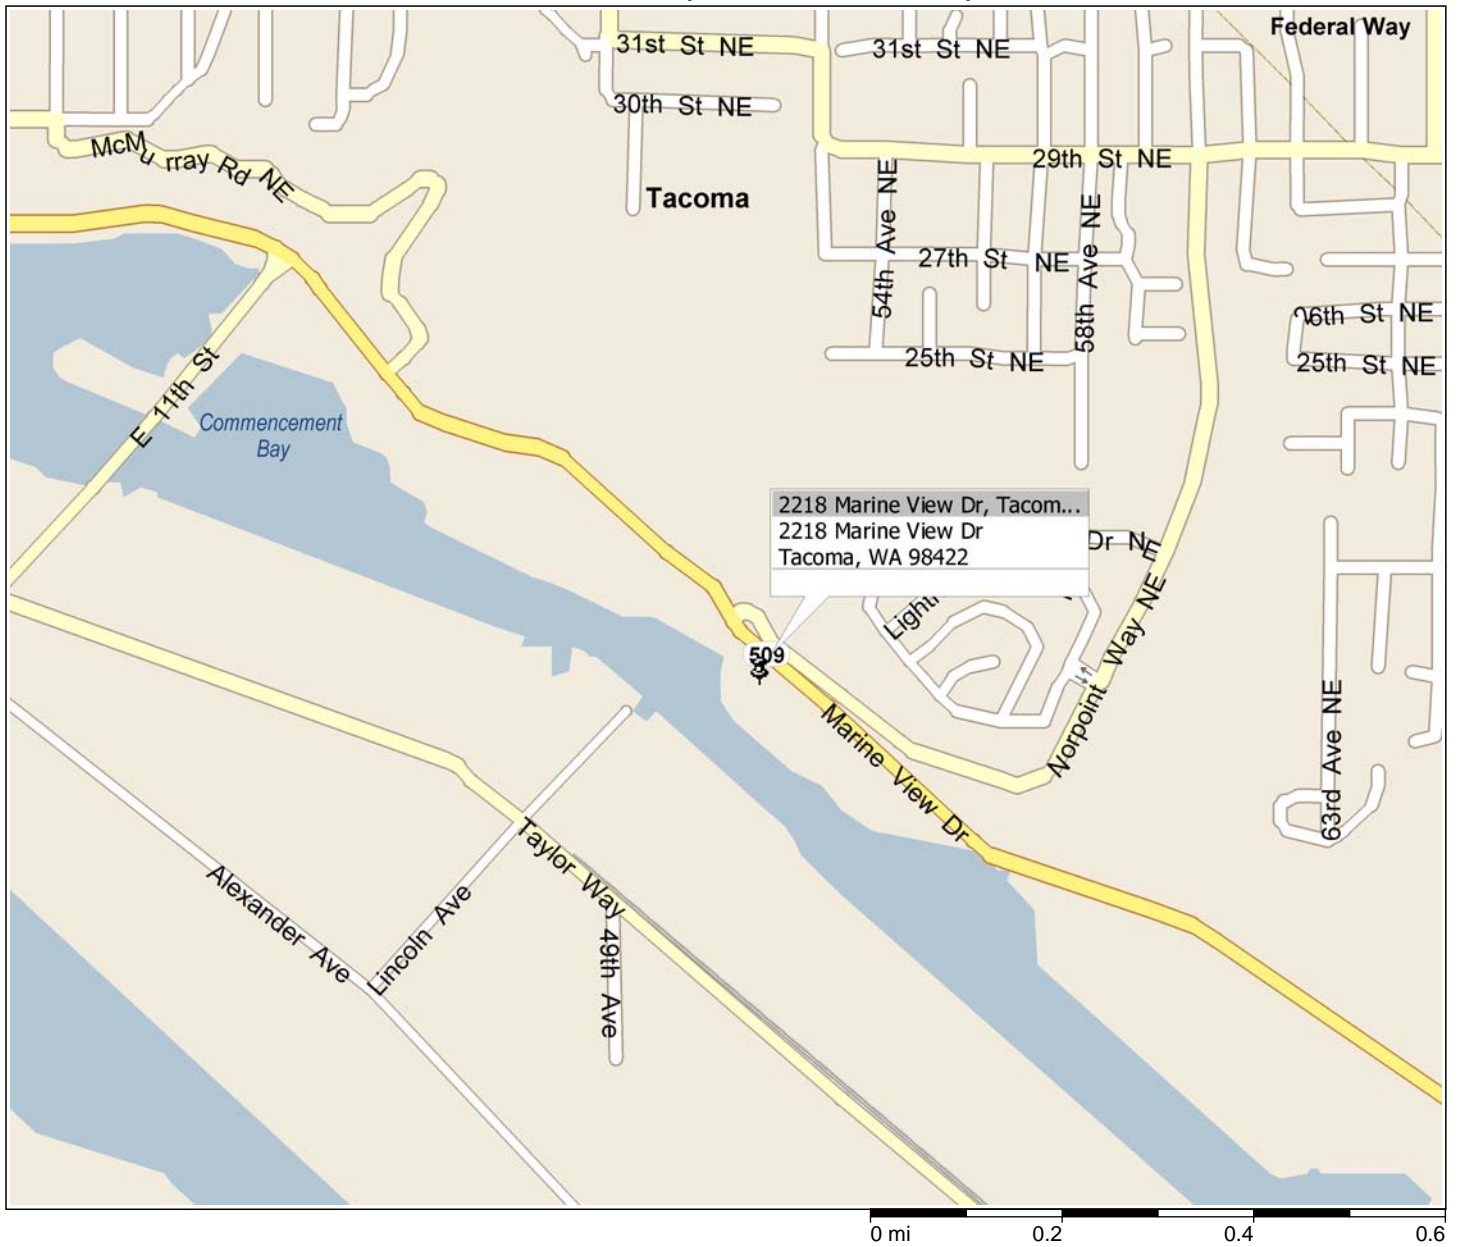 Federal Way
31st St NE
31st St NE
30th St NE
McMurray Rd NE
29th St NE
Tacoma
54th Ave NE
58th Ave NE
27th St NE
26th St NE
25th St NE
25th St NE
E 11th St
Commencement
Bay
2218 Marine View Dr, Tacom...
2218 Marine View Dr
Tacoma, WA 98422
Dr NE
Norpoint Way NE
509
Marine View Dr
63rd Ave NE
Taylor Way
Alexander Ave
Lincoln Ave
49th Ave
0 mi 0.2 0.4 0.6